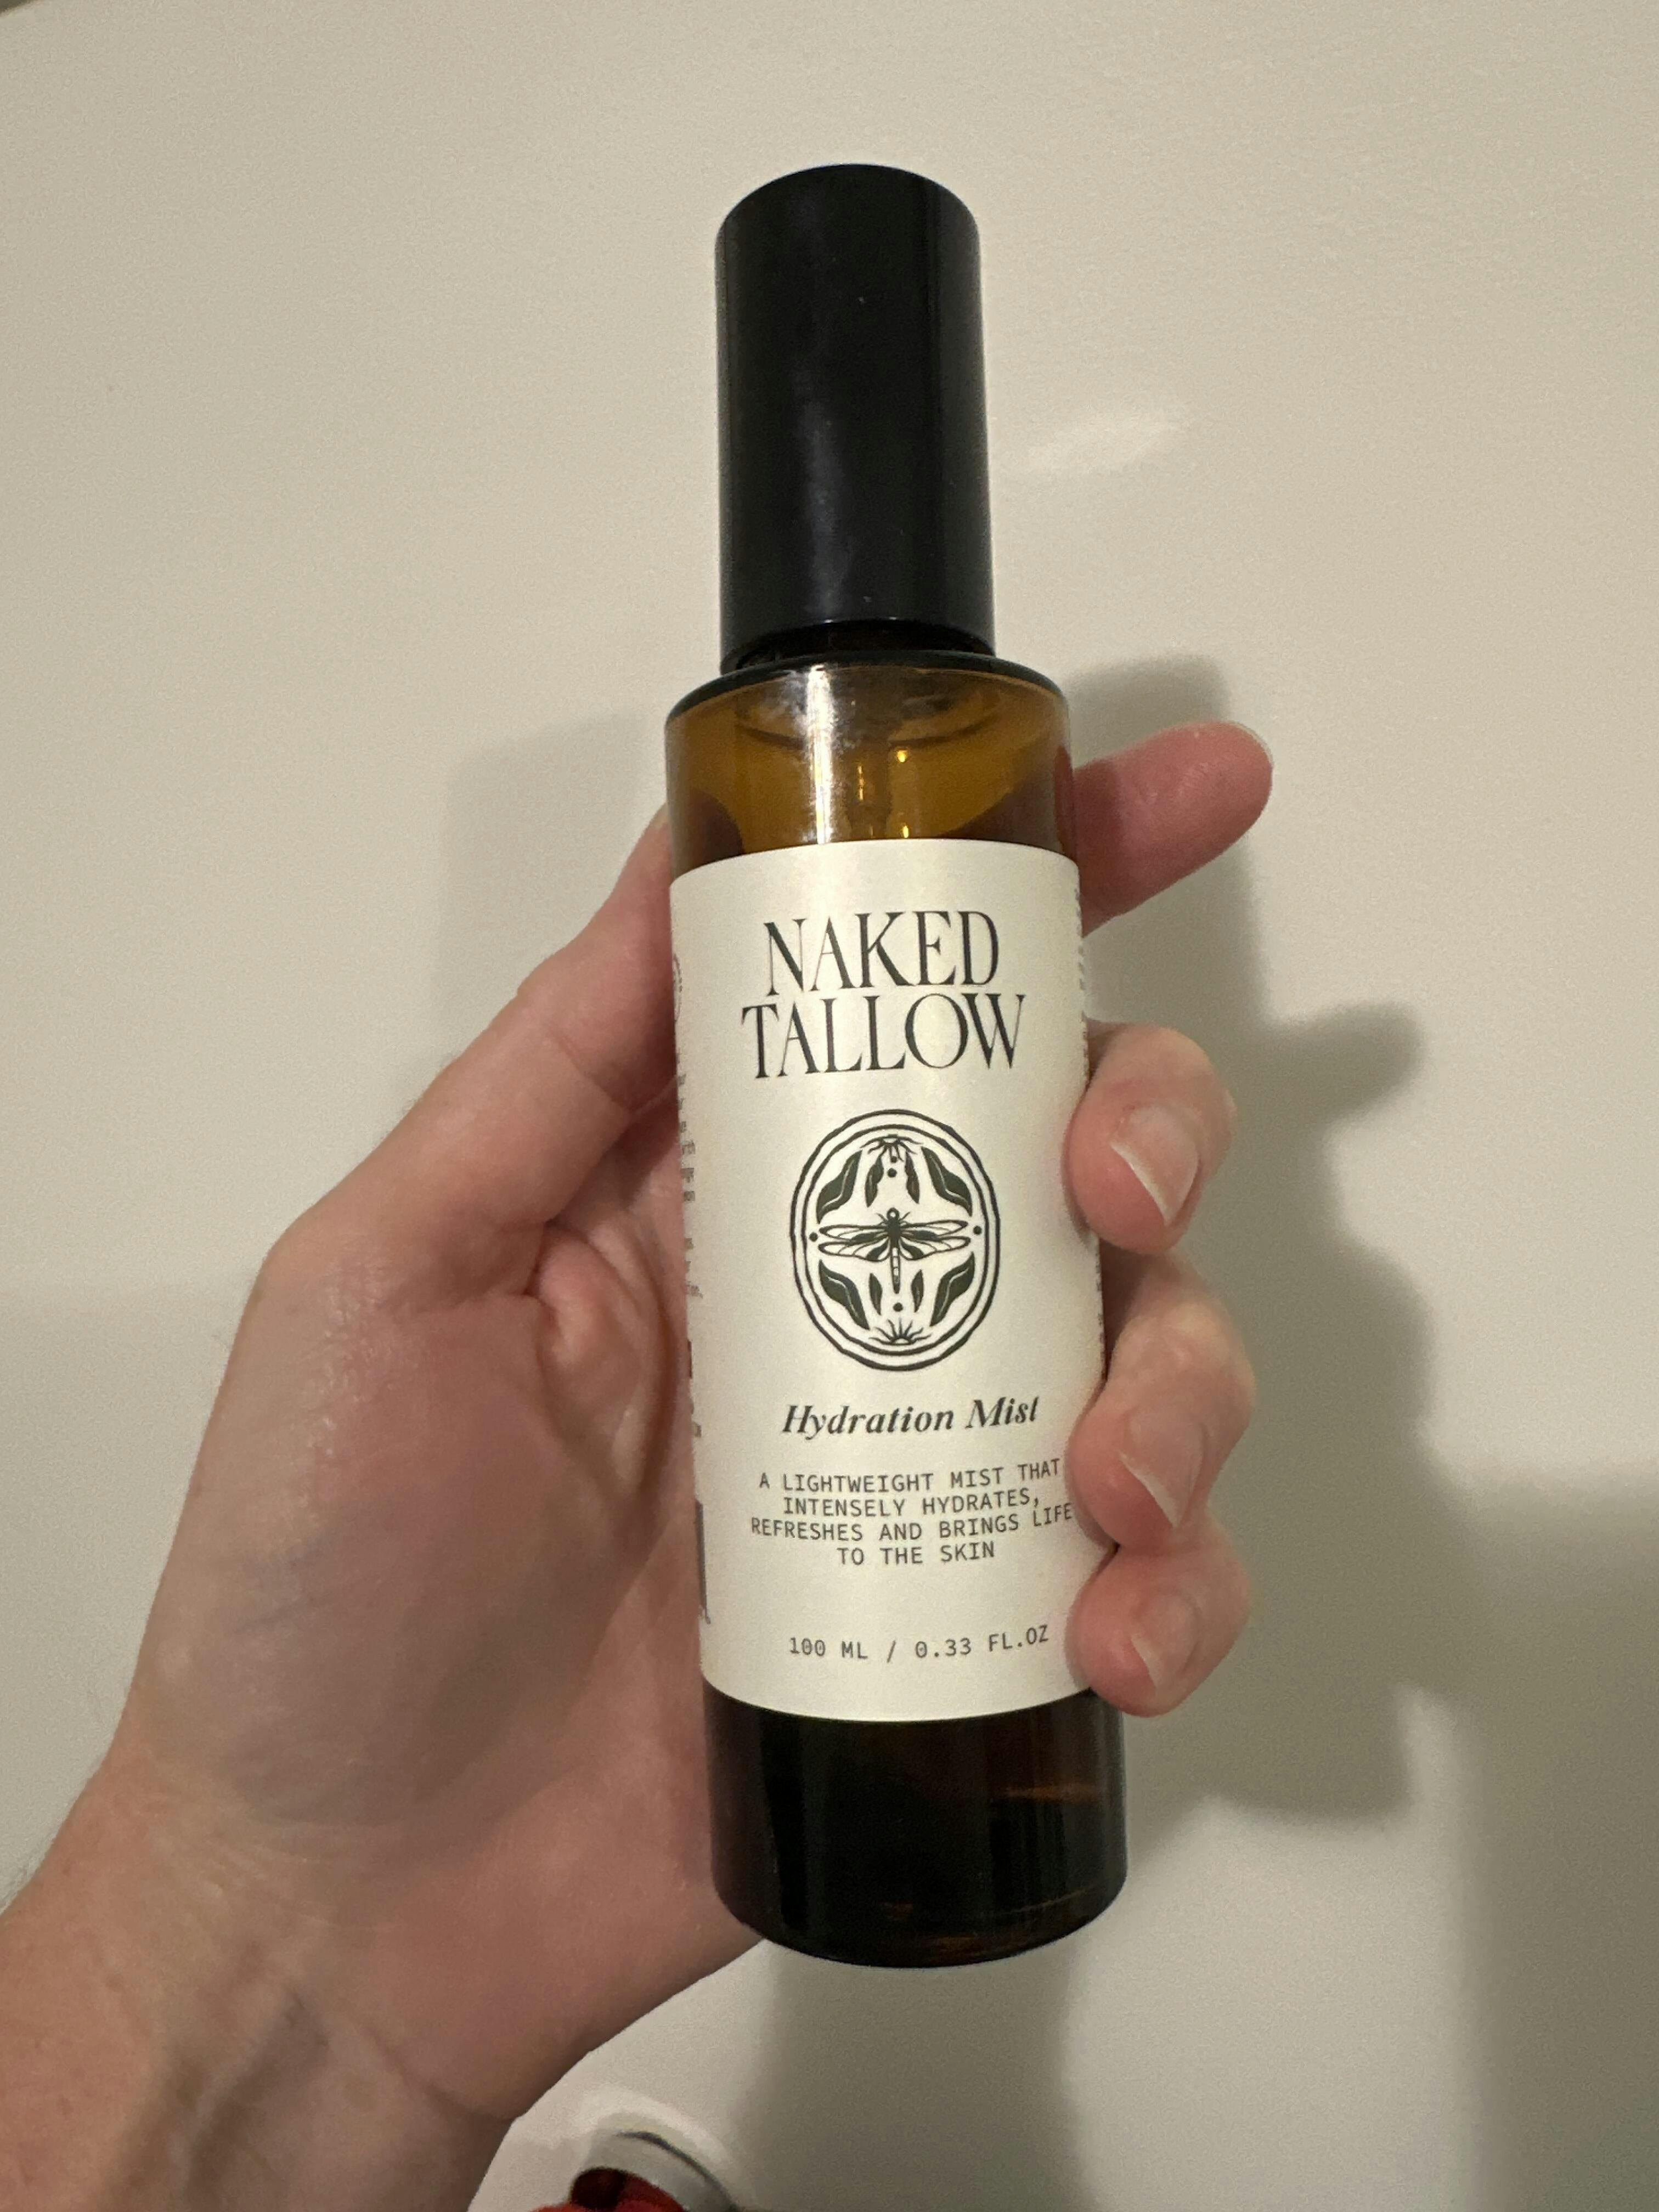 NAKED
TALLOW
Hydration Mist
A LIGHTWEIGHT MIST THAT
INTENSELY HYDRATES,
REFRESHES AND BRINGS LIFE
TO THE SKIN
100 ML / 0.33 FL.OZ